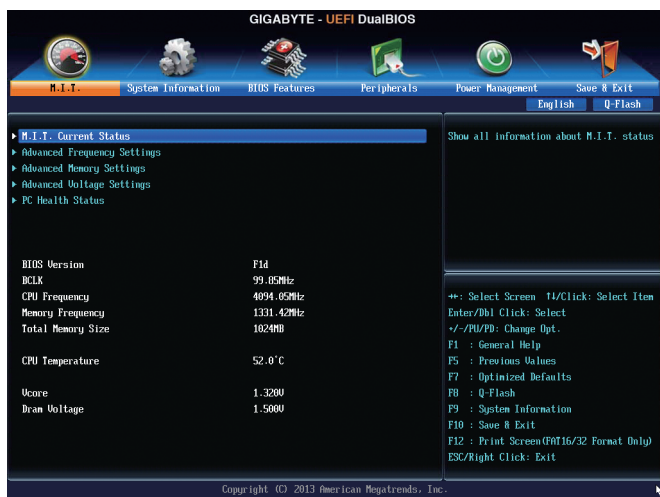 GIGABYTE - UEFI DualBIOS
M.I.T.
System Information
BIOS Features
Peripherals
Power Management
Save & Exit
English
Q-Flash
M.I.T. Current Status
Advanced Frequency Settings
Advanced Memory Settings
Advanced Voltage Settings
PC Health Status
BIOS Version F1d
BCLK 99.85MHz
CPU Frequency 4094.05MHz
Memory Frequency 1331.42MHz
Total Memory Size 1024MB
CPU Temperature 52.0°C
Vcore 1.320V
Dram Voltage 1.500V
Show all information about M.I.T. status
→←: Select Screen ↑↓/Click: Select Item
Enter/Dbl Click: Select
+/-/PU/PD: Change Opt.
F1 : General Help
F5 : Previous Values
F7 : Optimized Defaults
F8 : Q-Flash
F9 : System Information
F10 : Save & Exit
F12 : Print Screen(FAT16/32 Format Only)
ESC/Right Click: Exit
Copyright (C) 2013 American Megatrends, Inc.